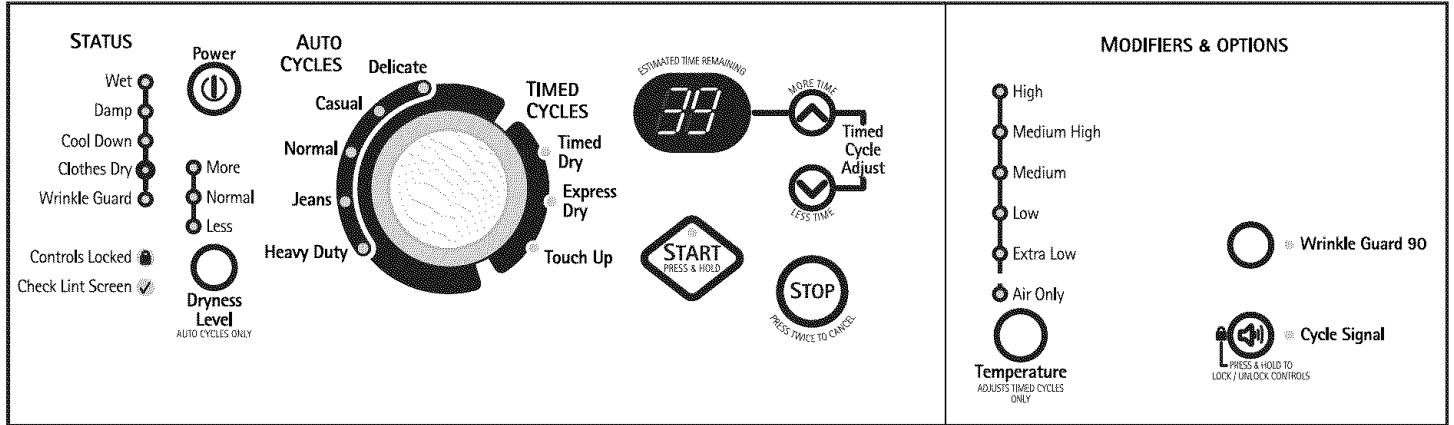 STATUS
Wet
Damp
Cool Down
Clothes Dry
Wrinkle Guard
Controls Locked
Check Lint Screen
Power
More
Normal
Less
Dryness
Level
AUTO CYCLES ONLY
AUTO
CYCLES
Delicate
Casual
Normal
Jeans
Heavy Duty
TIMED
CYCLES
Timed
Dry
Express
Dry
Touch Up
ESTIMATED TIME REMAINING
39
MORE TIME
Timed
Cycle
Adjust
LESS TIME
START
PRESS & HOLD
STOP
PRESS TWICE TO CANCEL
MODIFIERS & OPTIONS
High
Medium High
Medium
Low
Extra Low
Air Only
Temperature
ADJUSTS TIMED CYCLES
ONLY
Wrinkle Guard 90
Cycle Signal
PRESS & HOLD TO
LOCK / UNLOCK CONTROLS